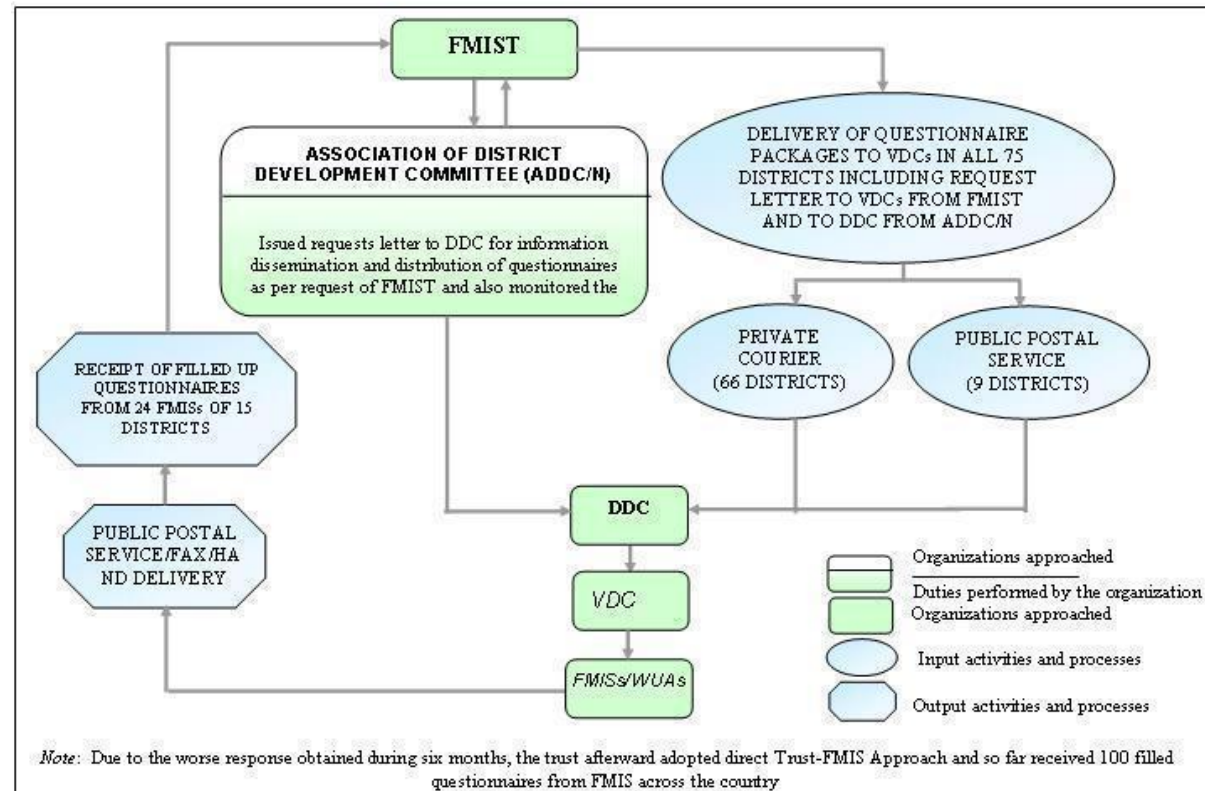 FMIST
ASSOCIATION OF DISTRICT
DEVELOPMENT COMMITTEE (ADDC/N)
Issued requests letter to DDC for information
dissemination and distribution of questionnaires
as per request of FMIST and also monitored the
DELIVERY OF QUESTIONNAIRE
PACKAGES TO VDCs IN ALL 75
DISTRICTS INCLUDING REQUEST
LETTER TO VDCs FROM FMIST
AND TO DDC FROM ADDC/N
PRIVATE
COURIER
(66 DISTRICTS)
PUBLIC POSTAL
SERVICE
(9 DISTRICTS)
RECEIPT OF FILLED UP
QUESTIONNAIRES
FROM 24 FMISs OF 15
DISTRICTS
PUBLIC POSTAL
SERVICE/FAX/HA
ND DELIVERY
DDC
VDC
FMISs/WUAs
Organizations approached
Duties performed by the organization
Organizations approached
Input activities and processes
Output activities and processes
Note: Due to the worse response obtained during six months, the trust afterward adopted direct Trust-FMIS Approach and so far received 100 filled
questionnaires from FMIS across the country